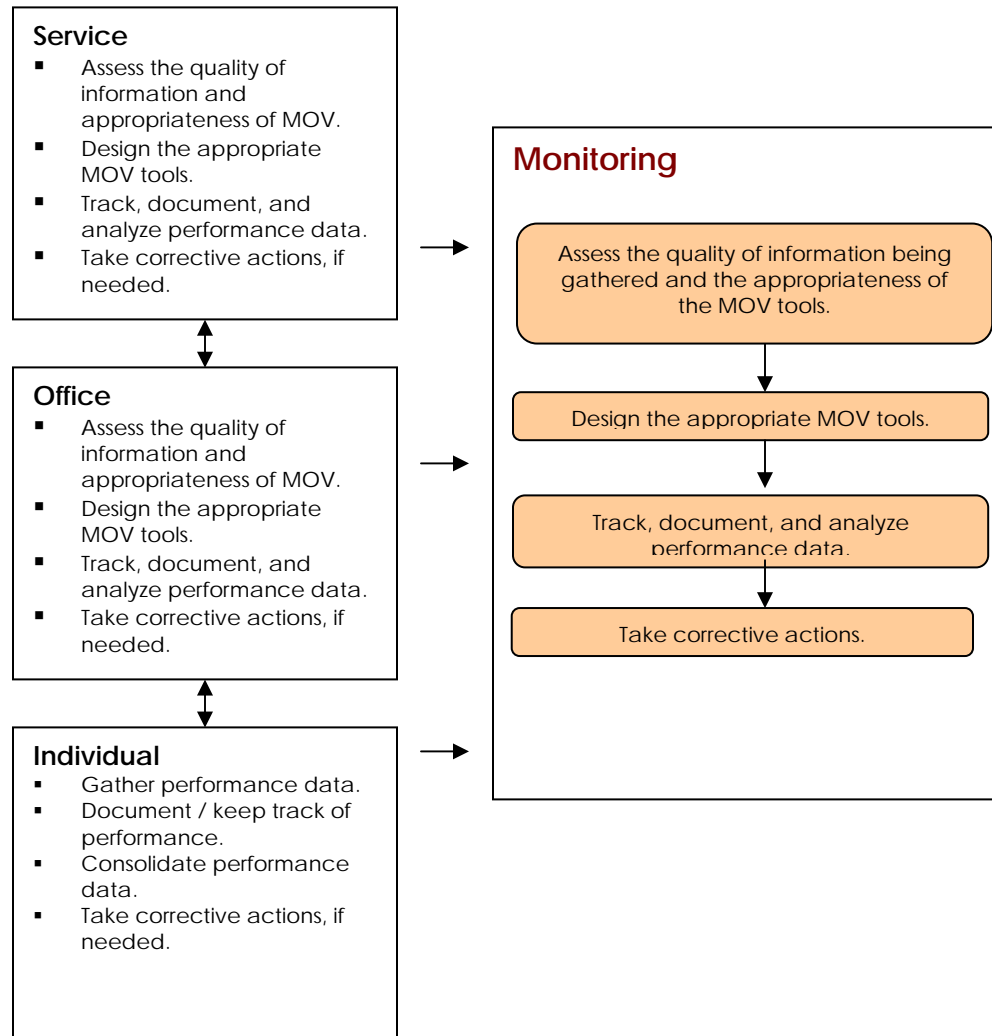 Service
▪ Assess the quality of
information and
appropriateness of MOV.
▪ Design the appropriate
MOV tools.
▪ Track, document, and
analyze performance data.
▪ Take corrective actions, if
needed.
Office
▪ Assess the quality of
information and
appropriateness of MOV.
▪ Design the appropriate
MOV tools.
▪ Track, document, and
analyze performance data.
▪ Take corrective actions, if
needed.
Individual
▪ Gather performance data.
▪ Document / keep track of
performance.
▪ Consolidate performance
data.
▪ Take corrective actions, if
needed.
Monitoring
Assess the quality of information being
gathered and the appropriateness of
the MOV tools.
Design the appropriate MOV tools.
Track, document, and analyze
performance data.
Take corrective actions.